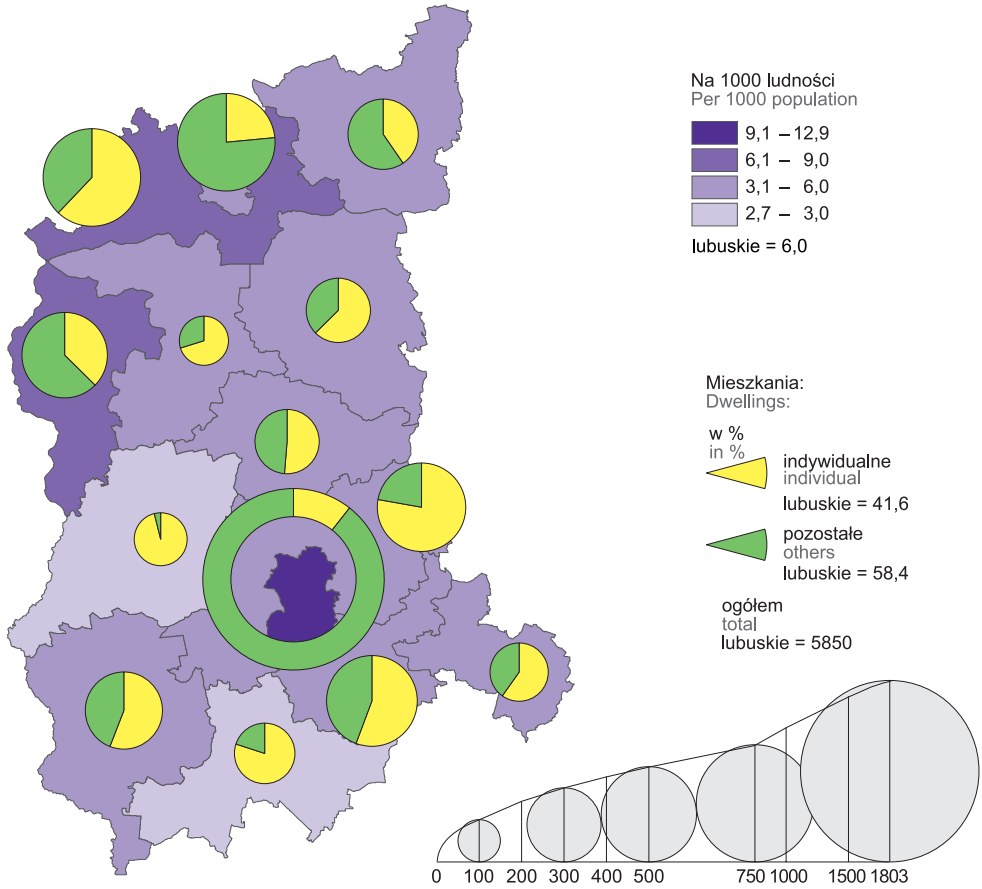 Na 1000 ludności
Per 1000 population
9,1 – 12,9
6,1 – 9,0
3,1 – 6,0
2,7 – 3,0
lubuskie = 6,0
Mieszkania:
Dwellings:
w %
in %
indywidualne
individual
lubuskie = 41,6
pozostałe
others
lubuskie = 58,4
ogółem
total
lubuskie = 5850
0 100 200 300 400 500 750 1000 1500 1803